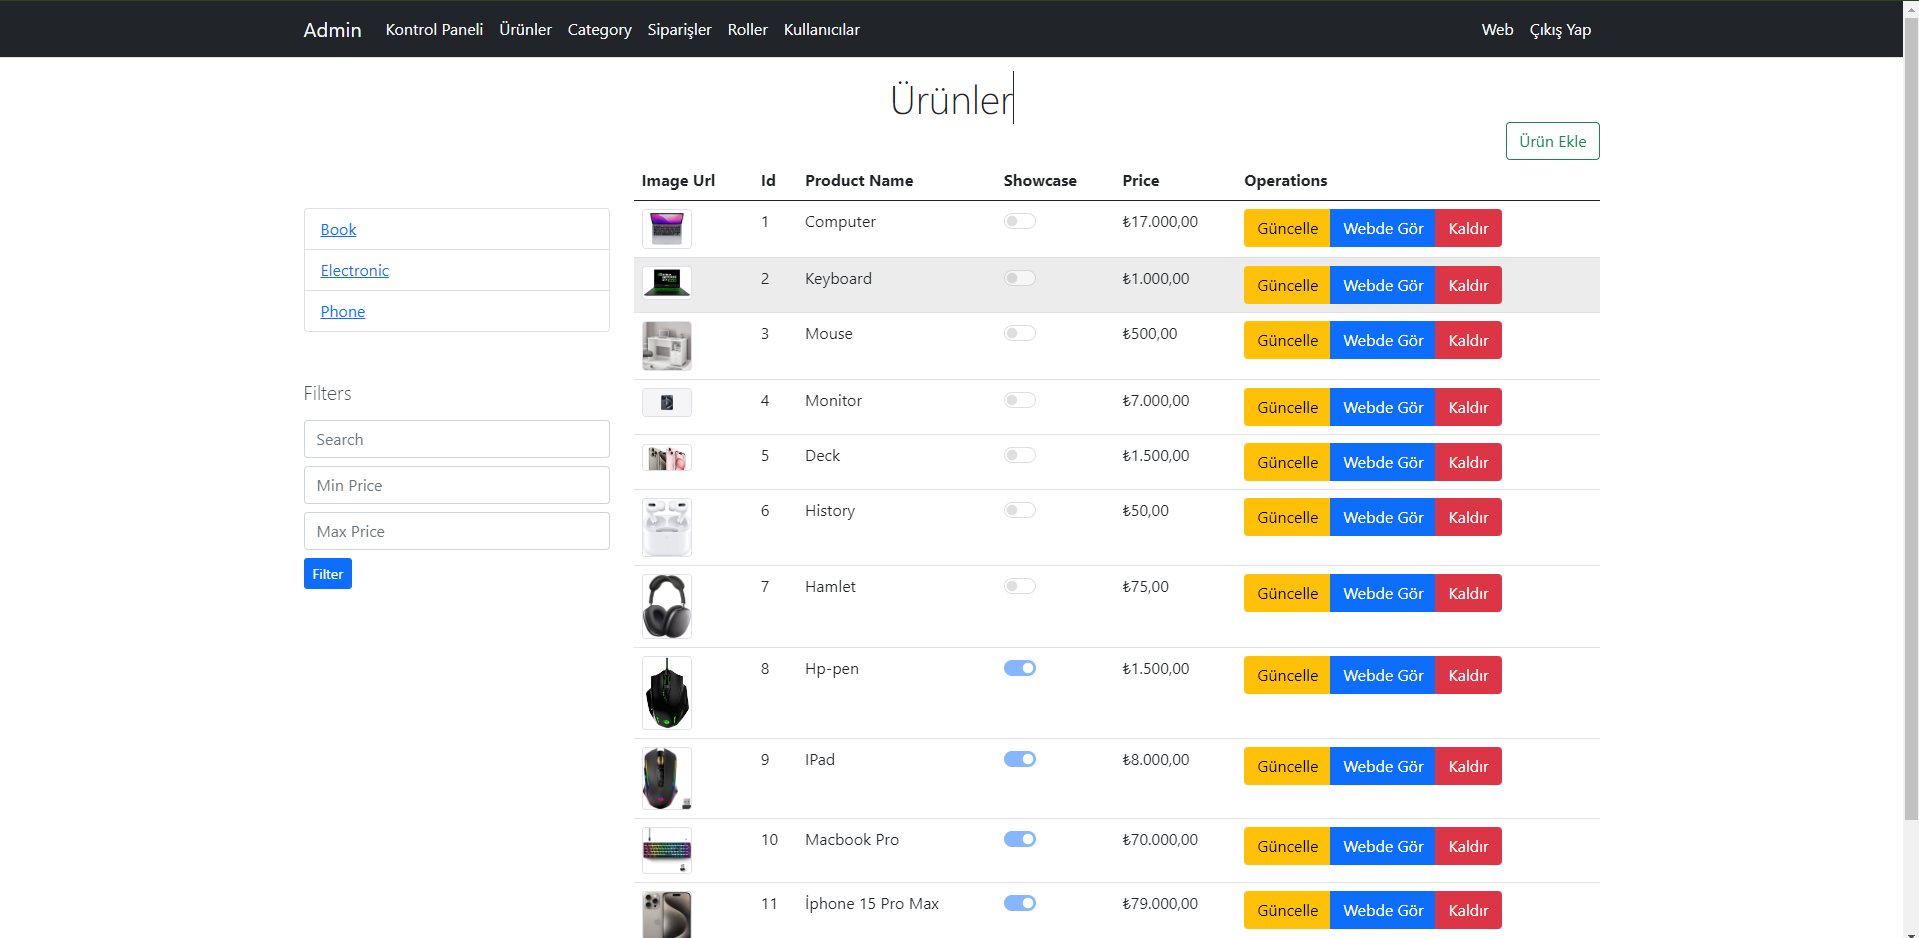 Admin Kontrol Paneli Ürünler Category Siparişler Roller Kullanıcılar Web Çıkış Yap
Ürünler
Ürün Ekle
Book
Electronic
Phone
Filters
Search
Min Price
Max Price
Filter
Image Url Id Product Name Showcase Price Operations
1 Computer ₺17.000,00 Güncelle Webde Gör Kaldır
2 Keyboard ₺1.000,00 Güncelle Webde Gör Kaldır
3 Mouse ₺500,00 Güncelle Webde Gör Kaldır
4 Monitor ₺7.000,00 Güncelle Webde Gör Kaldır
5 Deck ₺1.500,00 Güncelle Webde Gör Kaldır
6 History ₺50,00 Güncelle Webde Gör Kaldır
7 Hamlet ₺75,00 Güncelle Webde Gör Kaldır
8 Hp-pen ₺1.500,00 Güncelle Webde Gör Kaldır
9 IPad ₺8.000,00 Güncelle Webde Gör Kaldır
10 Macbook Pro ₺70.000,00 Güncelle Webde Gör Kaldır
11 İphone 15 Pro Max ₺79.000,00 Güncelle Webde Gör Kaldır